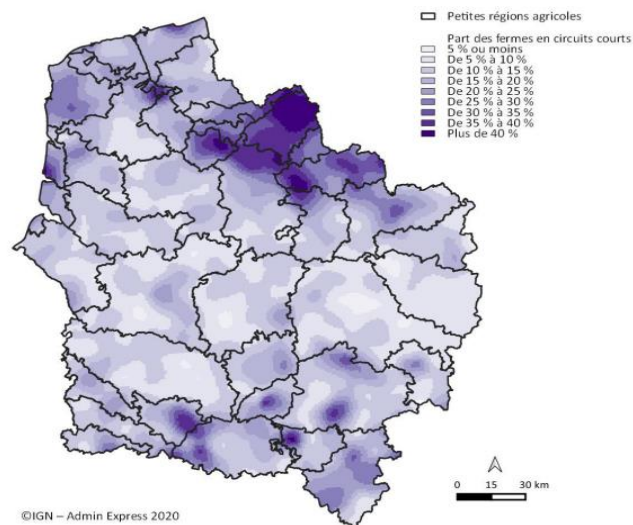 Petites régions agricoles
Part des fermes en circuits courts
5 % ou moins
De 5 % à 10 %
De 10 % à 15 %
De 15 % à 20 %
De 20 % à 25 %
De 25 % à 30 %
De 30 % à 35 %
De 35 % à 40 %
Plus de 40 %
0 15 30 km
©IGN – Admin Express 2020